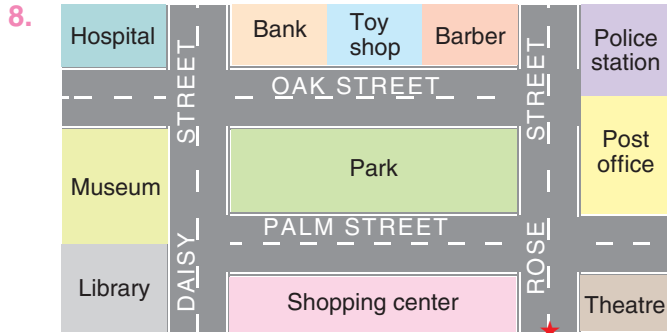 8.
Hospital
Bank
Toy
shop
Barber
Police
station
OAK STREET
DAISY STREET
ROSE STREET
Museum
Park
Post
office
PALM STREET
Library
Shopping center
Theatre